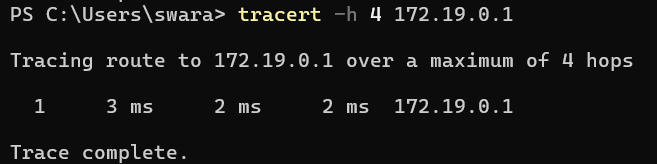 PS C:\Users\swara> tracert -h 4 172.19.0.1
Tracing route to 172.19.0.1 over a maximum of 4 hops
1 3 ms 2 ms 2 ms 172.19.0.1
Trace complete.